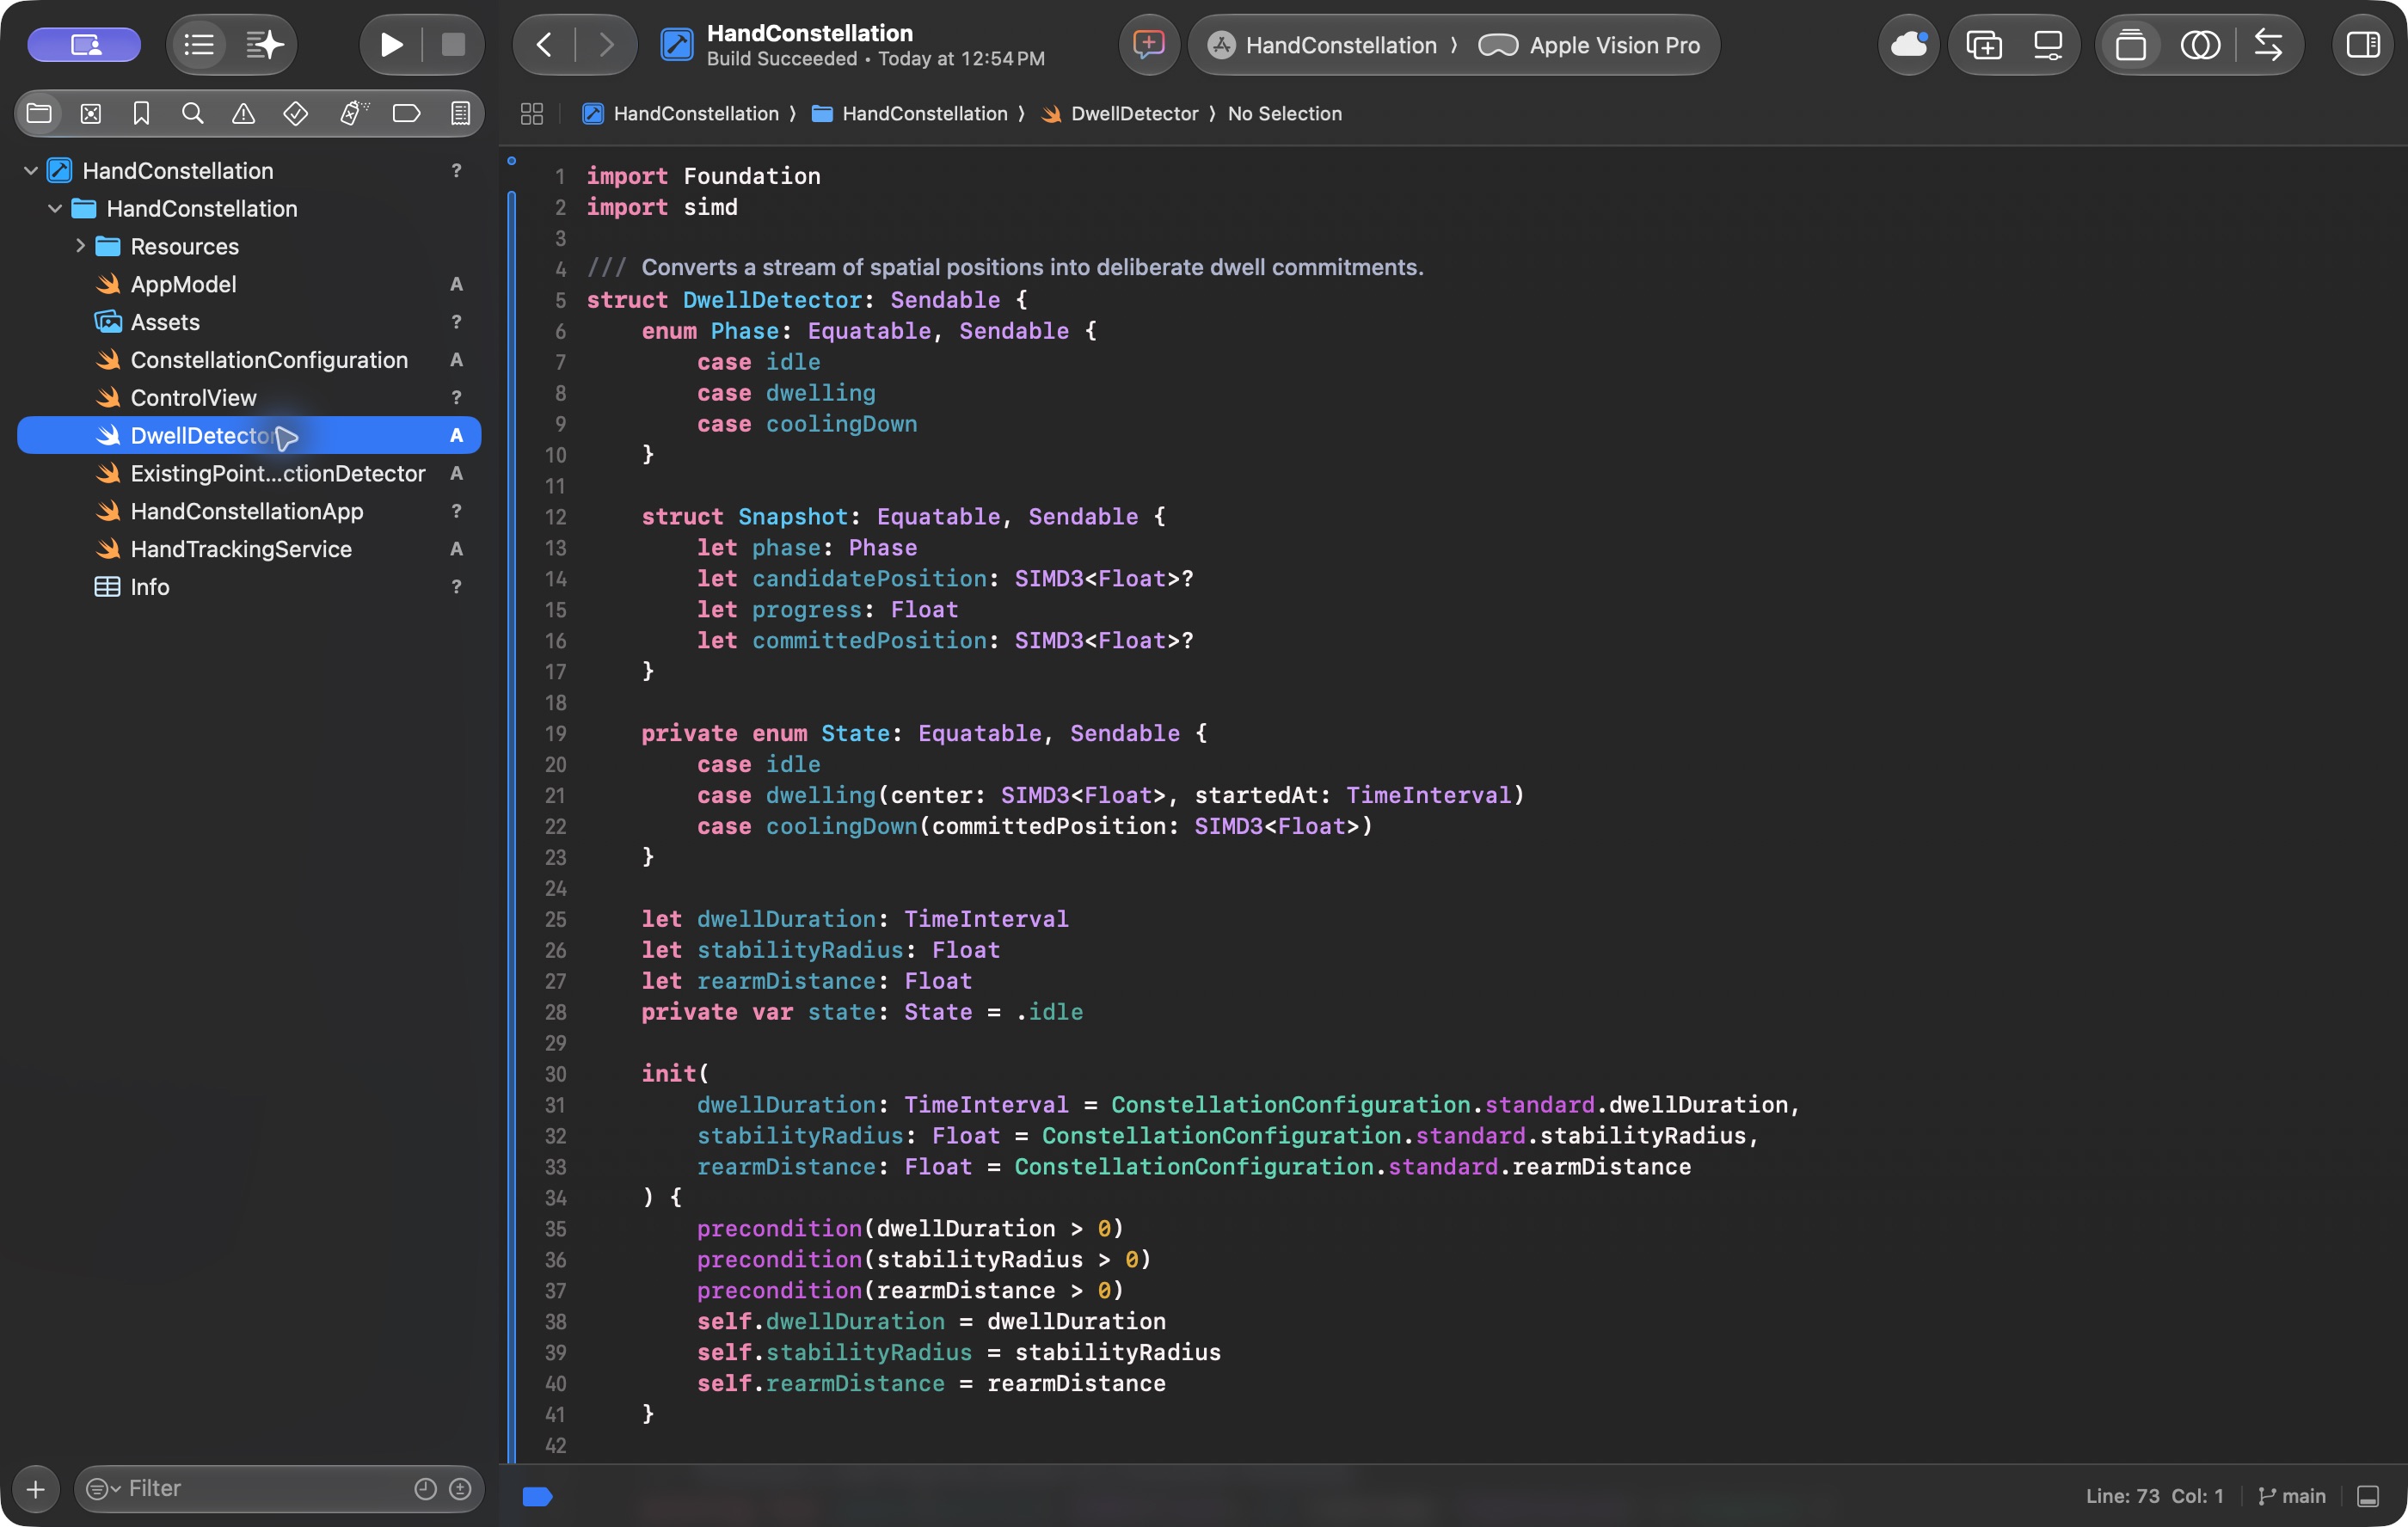 HandConstellation
Build Succeeded • Today at 12:54 PM
HandConstellation 〉 Apple Vision Pro
HandConstellation 〉 HandConstellation 〉 DwellDetector 〉 No Selection
HandConstellation ?
HandConstellation
Resources
AppModel A
Assets ?
ConstellationConfiguration A
ControlView ?
DwellDetector A
ExistingPoint...ctionDetector A
HandConstellationApp ?
HandTrackingService A
Info ?
Filter
1 import Foundation
2 import simd
3
4 /// Converts a stream of spatial positions into deliberate dwell commitments.
5 struct DwellDetector: Sendable {
6     enum Phase: Equatable, Sendable {
7         case idle
8         case dwelling
9         case coolingDown
10     }
11
12     struct Snapshot: Equatable, Sendable {
13         let phase: Phase
14         let candidatePosition: SIMD3<Float>?
15         let progress: Float
16         let committedPosition: SIMD3<Float>?
17     }
18
19     private enum State: Equatable, Sendable {
20         case idle
21         case dwelling(center: SIMD3<Float>, startedAt: TimeInterval)
22         case coolingDown(committedPosition: SIMD3<Float>)
23     }
24
25     let dwellDuration: TimeInterval
26     let stabilityRadius: Float
27     let rearmDistance: Float
28     private var state: State = .idle
29
30     init(
31         dwellDuration: TimeInterval = ConstellationConfiguration.standard.dwellDuration,
32         stabilityRadius: Float = ConstellationConfiguration.standard.stabilityRadius,
33         rearmDistance: Float = ConstellationConfiguration.standard.rearmDistance
34     ) {
35         precondition(dwellDuration > 0)
36         precondition(stabilityRadius > 0)
37         precondition(rearmDistance > 0)
38         self.dwellDuration = dwellDuration
39         self.stabilityRadius = stabilityRadius
40         self.rearmDistance = rearmDistance
41     }
42
Line: 73 Col: 1
main